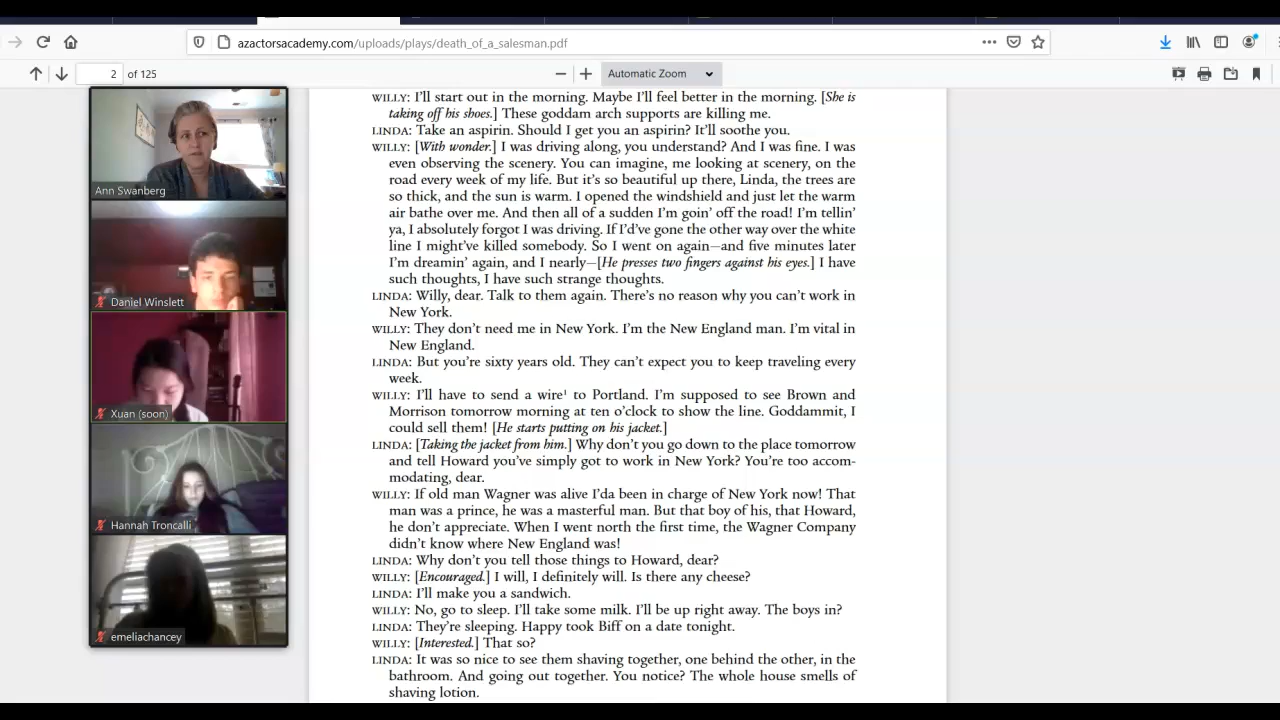 azactorsacademy.com/uploads/plays/death_of_a_salesman.pdf
2 of 125
Automatic Zoom
Ann Swanberg
Daniel Winslett
Xuan (soon)
Hannah Troncalli
emeliachancey
WILLY: I'll start out in the morning. Maybe I'll feel better in the morning. [She is
taking off his shoes.] These goddam arch supports are killing me.
LINDA: Take an aspirin. Should I get you an aspirin? It'll soothe you.
WILLY: [With wonder.] I was driving along, you understand? And I was fine. I was
even observing the scenery. You can imagine, me looking at scenery, on the
road every week of my life. But it's so beautiful up there, Linda, the trees are
so thick, and the sun is warm. I opened the windshield and just let the warm
air bathe over me. And then all of a sudden I'm goin' off the road! I'm tellin'
ya, I absolutely forgot I was driving. If I'd've gone the other way over the white
line I might've killed somebody. So I went on again—and five minutes later
I'm dreamin' again, and I nearly—[He presses two fingers against his eyes.] I have
such thoughts, I have such strange thoughts.
LINDA: Willy, dear. Talk to them again. There's no reason why you can't work in
New York.
WILLY: They don't need me in New York. I'm the New England man. I'm vital in
New England.
LINDA: But you're sixty years old. They can't expect you to keep traveling every
week.
WILLY: I'll have to send a wire¹ to Portland. I'm supposed to see Brown and
Morrison tomorrow morning at ten o'clock to show the line. Goddammit, I
could sell them! [He starts putting on his jacket.]
LINDA: [Taking the jacket from him.] Why don't you go down to the place tomorrow
and tell Howard you've simply got to work in New York? You're too accom-
modating, dear.
WILLY: If old man Wagner was alive I'da been in charge of New York now! That
man was a prince, he was a masterful man. But that boy of his, that Howard,
he don't appreciate. When I went north the first time, the Wagner Company
didn't know where New England was!
LINDA: Why don't you tell those things to Howard, dear?
WILLY: [Encouraged.] I will, I definitely will. Is there any cheese?
LINDA: I'll make you a sandwich.
WILLY: No, go to sleep. I'll take some milk. I'll be up right away. The boys in?
LINDA: They're sleeping. Happy took Biff on a date tonight.
WILLY: [Interested.] That so?
LINDA: It was so nice to see them shaving together, one behind the other, in the
bathroom. And going out together. You notice? The whole house smells of
shaving lotion.